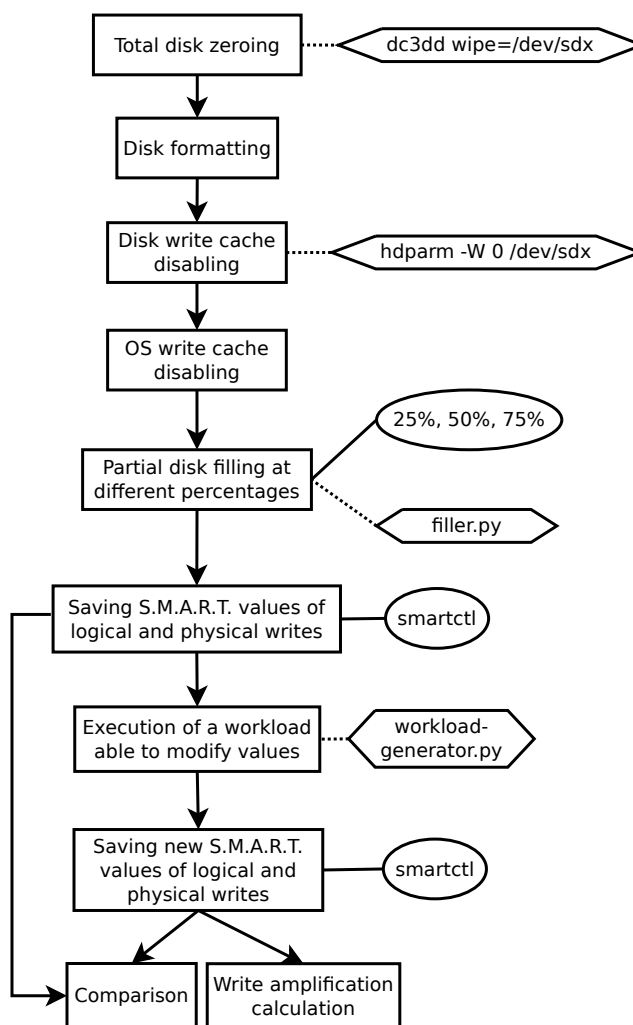 Total disk zeroing
dc3dd wipe=/dev/sdx
Disk formatting
Disk write cache
disabling
hdparm -W 0 /dev/sdx
OS write cache
disabling
25%, 50%, 75%
Partial disk filling at
different percentages
filler.py
Saving S.M.A.R.T. values of
logical and physical writes
smartctl
Execution of a workload
able to modify values
workload-
generator.py
Saving new S.M.A.R.T.
values of logical and
physical writes
smartctl
Comparison
Write amplification
calculation